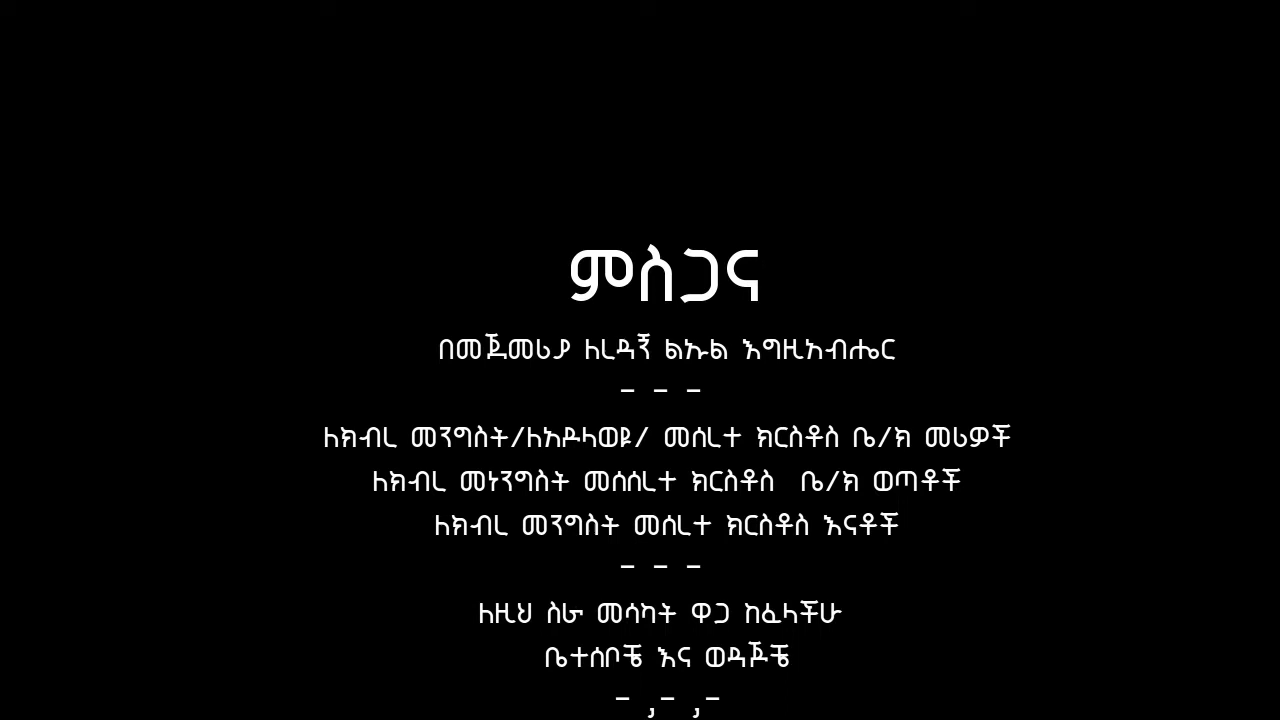 ምስጋና
በመጀመሪያ ለረዳኝ ልኡል እግዚአብሔር
- - -
ለክብረ መንግስት/ለአዶላወዩ/ መሰረተ ክርስቶስ ቤ/ክ መሪዎች
ለክብረ መነንግስት መሰሰረተ ክርስቶስ ቤ/ክ ወጣቶች
ለክብረ መንግስት መሰረተ ክርስቶስ እናቶች
- - -
ለዚህ ስራ መሳካት ዋጋ ከፈላችሁ
ቤተሰቦቼ እና ወዳጆቼ
- ,- ,-